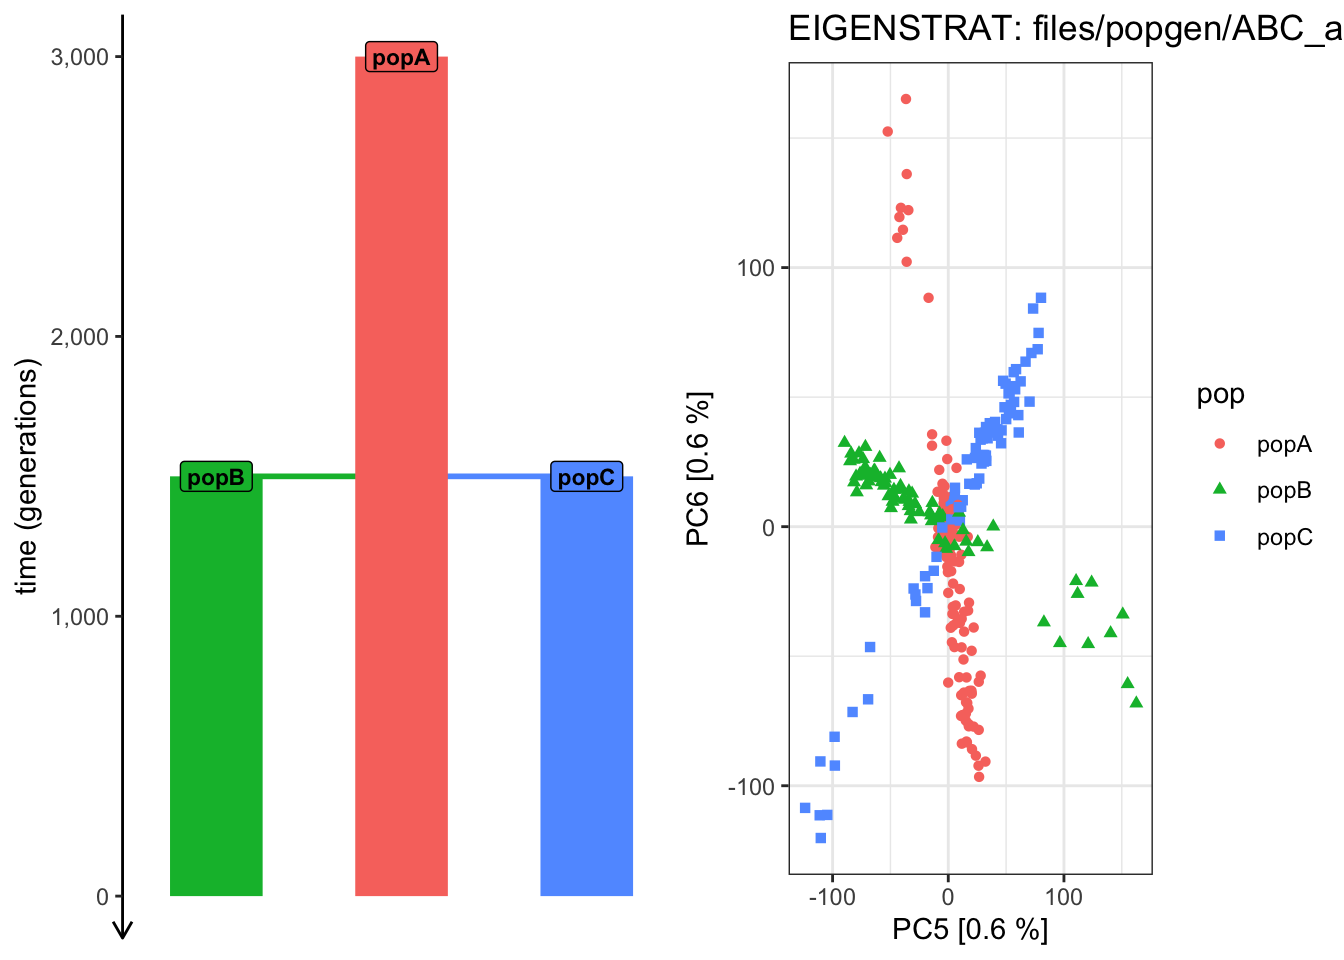 time (generations)
3,000
2,000
1,000
0
popA
popB
popC
EIGENSTRAT: files/popgen/ABC_a
PC6 [0.6 %]
100
0
-100
-100
0
100
PC5 [0.6 %]
pop
popA
popB
popC